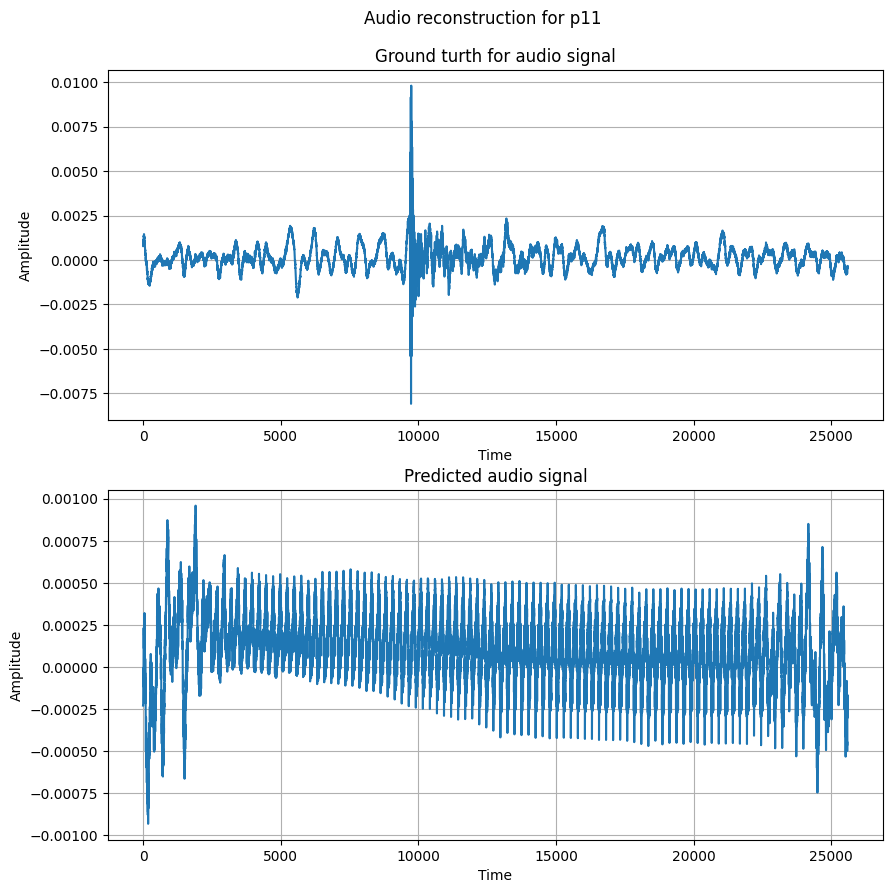 Audio reconstruction for p11
Ground turth for audio signal
0.0100
0.0075
0.0050
0.0025
0.0000
−0.0025
−0.0050
−0.0075
Amplitude
0 5000 10000 15000 20000 25000
Time
Predicted audio signal
0.00100
0.00075
0.00050
0.00025
0.00000
−0.00025
−0.00050
−0.00075
−0.00100
Amplitude
0 5000 10000 15000 20000 25000
Time